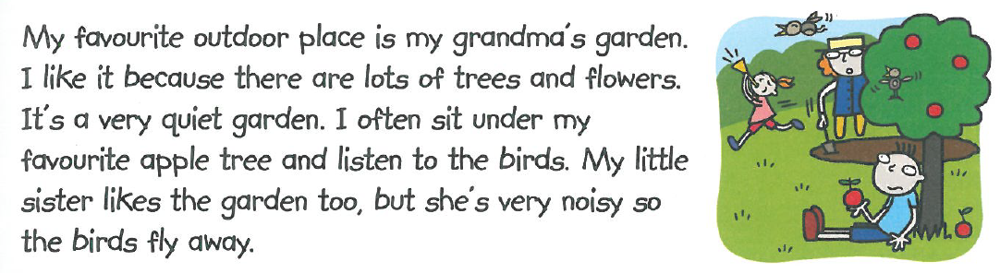 My favourite outdoor place is my grandma's garden.
I like it because there are lots of trees and flowers.
It's a very quiet garden. I often sit under my
favourite apple tree and listen to the birds. My little
sister likes the garden too, but she's very noisy so
the birds fly away.